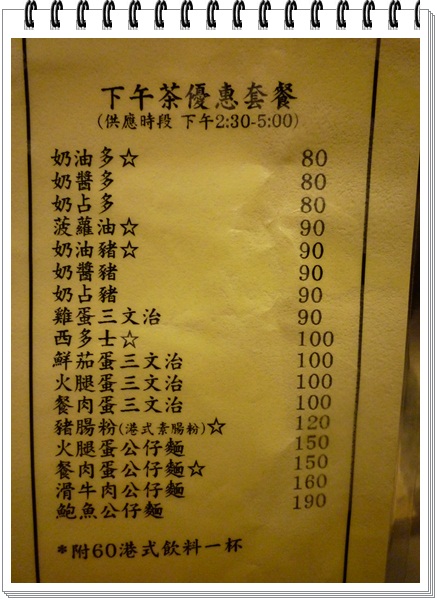 下午茶優惠套餐
(供應時段 下午2:30-5:00)
奶油多☆ 80
奶醬多 80
奶占多 80
菠蘿油☆ 90
奶油豬☆ 90
奶醬豬 90
奶占豬 90
雞蛋三文治 90
西多士☆ 100
鮮茄蛋三文治 100
火腿蛋三文治 100
餐肉蛋三文治 100
豬腸粉(港式素腸粉)☆ 120
火腿蛋公仔麵 150
餐肉蛋公仔麵☆ 150
滑牛肉公仔麵 160
鮑魚公仔麵 190
*附60港式飲料一杯